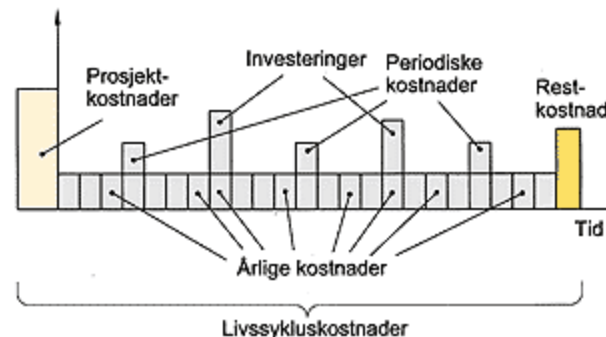 Prosjekt-
kostnader
Investeringer
Periodiske
kostnader
Rest-
kostnad
Tid
Årlige kostnader
Livssykluskostnader